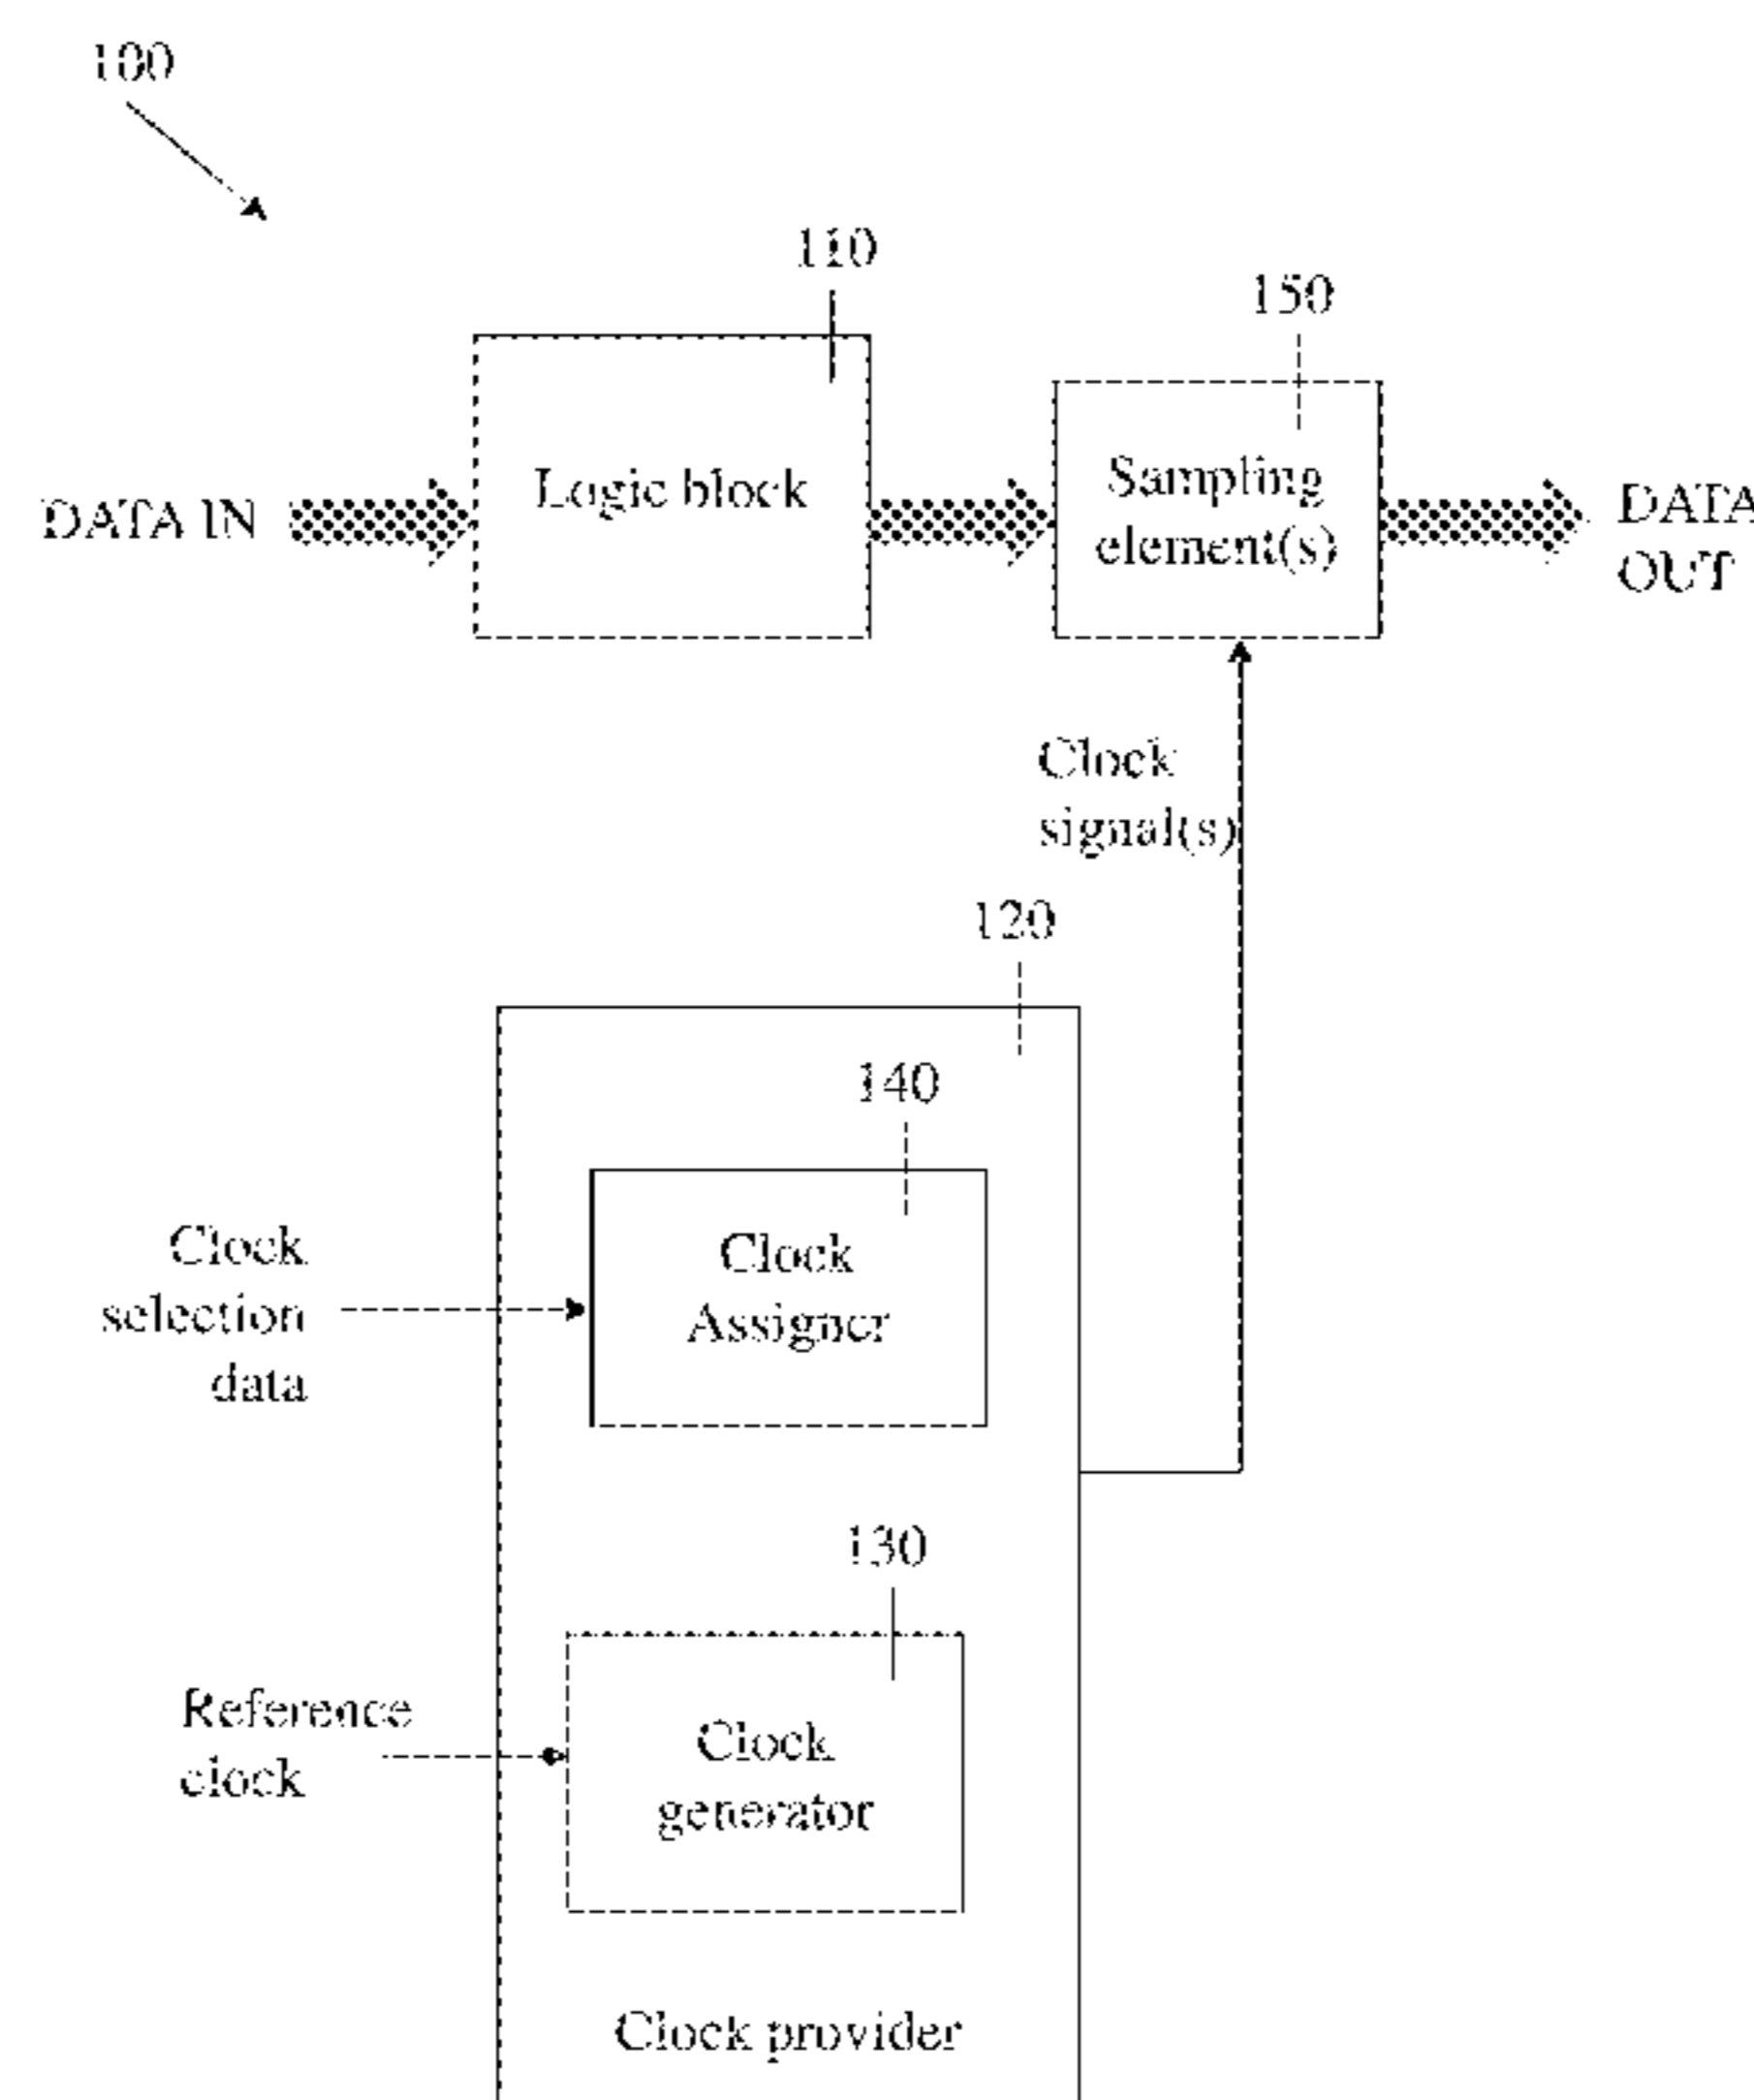 100
110
150
DATA IN
Logic block
Sampling
element(s)
DATA
OUT
Clock
signal(s)
120
140
Clock
selection
data
Clock
Assigner
130
Reference
clock
Clock
generator
Clock provider